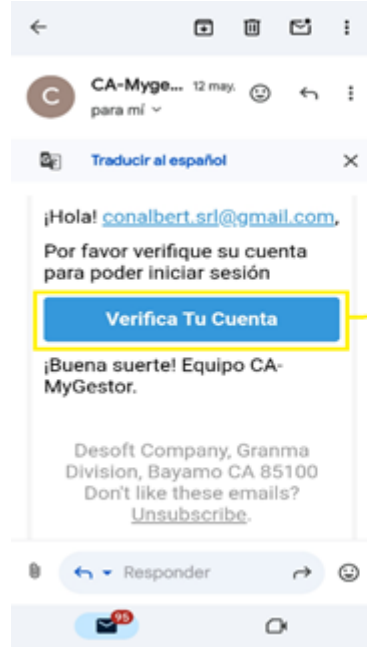 CA-Myge... 12 may.
para mí
C
Traducir al español
¡Hola! conalbert.srl@gmail.com,
Por favor verifique su cuenta
para poder iniciar sesión
Verifica Tu Cuenta
¡Buena suerte! Equipo CA-
MyGestor.
Desoft Company, Granma
Division, Bayamo CA 85100
Don't like these emails?
Unsubscribe.
Responder
95